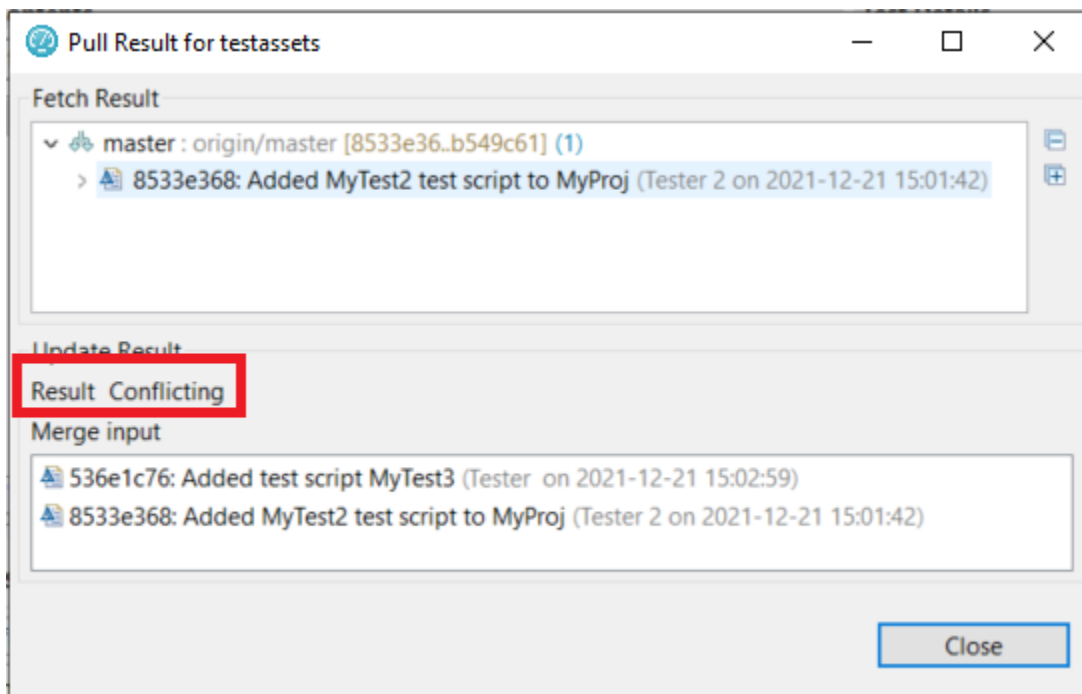 Pull Result for testassets
Fetch Result
master : origin/master [8533e36..b549c61] (1)
8533e368: Added MyTest2 test script to MyProj (Tester 2 on 2021-12-21 15:01:42)
Update Result
Result Conflicting
Merge input
536e1c76: Added test script MyTest3 (Tester on 2021-12-21 15:02:59)
8533e368: Added MyTest2 test script to MyProj (Tester 2 on 2021-12-21 15:01:42)
Close